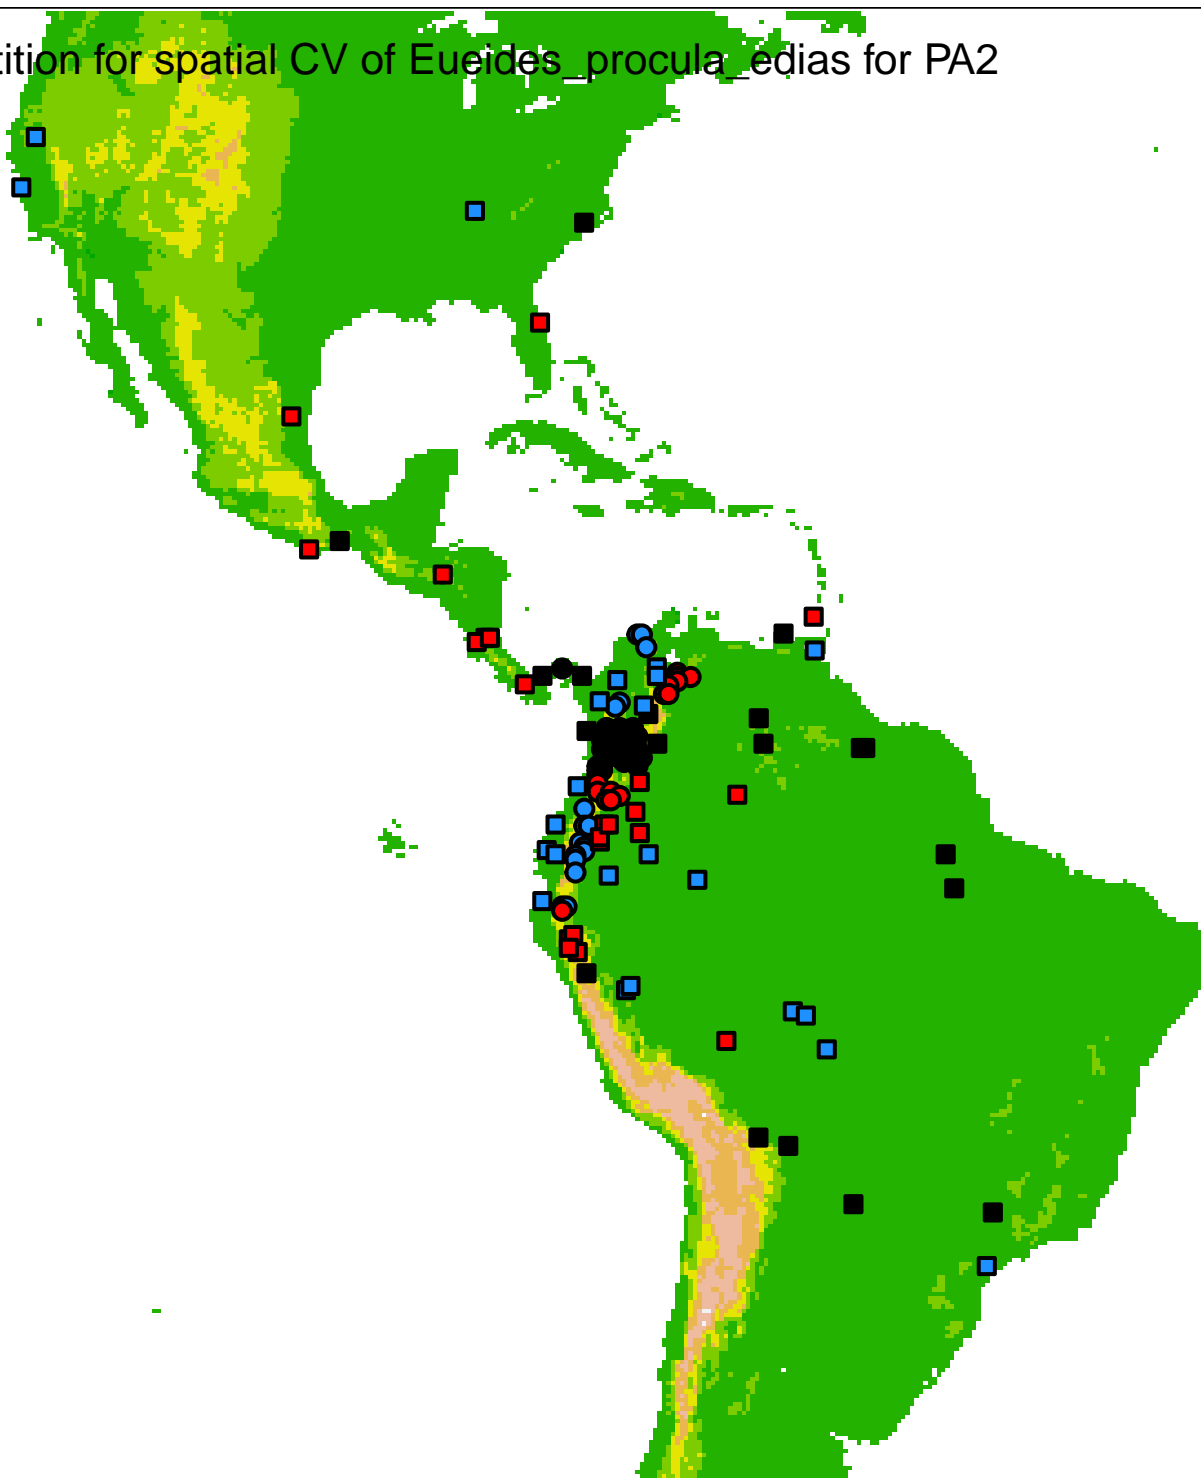 tition for spatial CV of Eueides_procula_edias for PA2